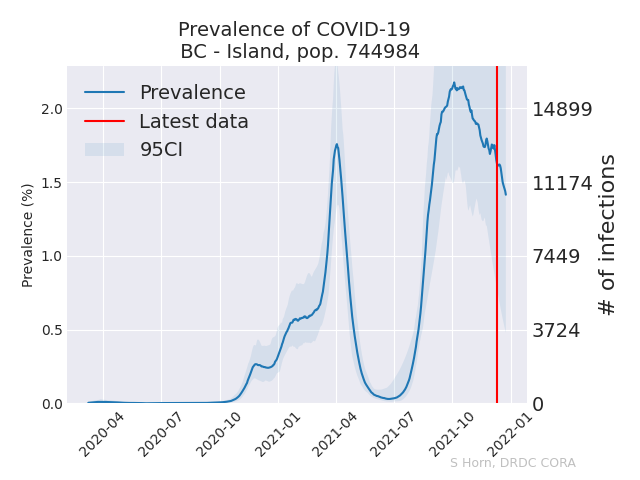 Prevalence of COVID-19
BC - Island, pop. 744984
Prevalence
Latest data
95CI
Prevalence (%)
2.0
1.5
1.0
0.5
0.0
14899
11174
7449
3724
0
# of infections
2020-04
2020-07
2020-10
2021-01
2021-04
2021-07
2021-10
2022-01
S Horn, DRDC CORA